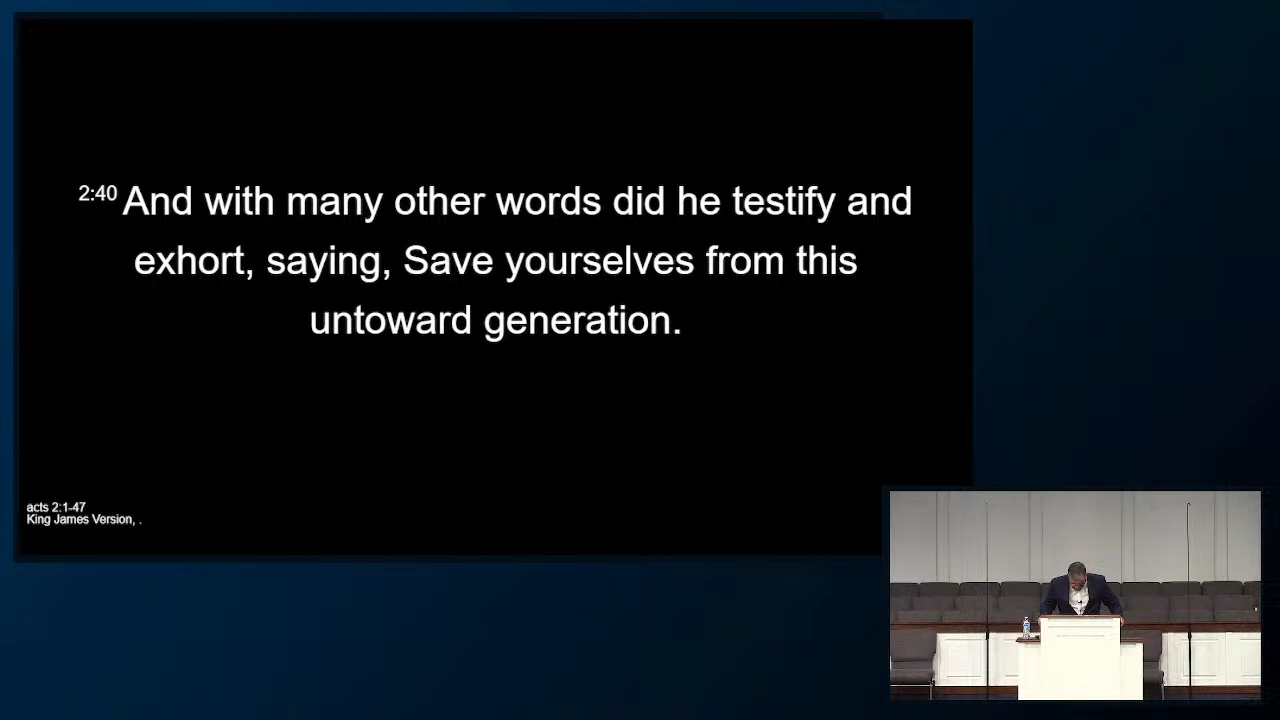 2:40 And with many other words did he testify and
exhort, saying, Save yourselves from this
untoward generation.
acts 2:1-47
King James Version, .